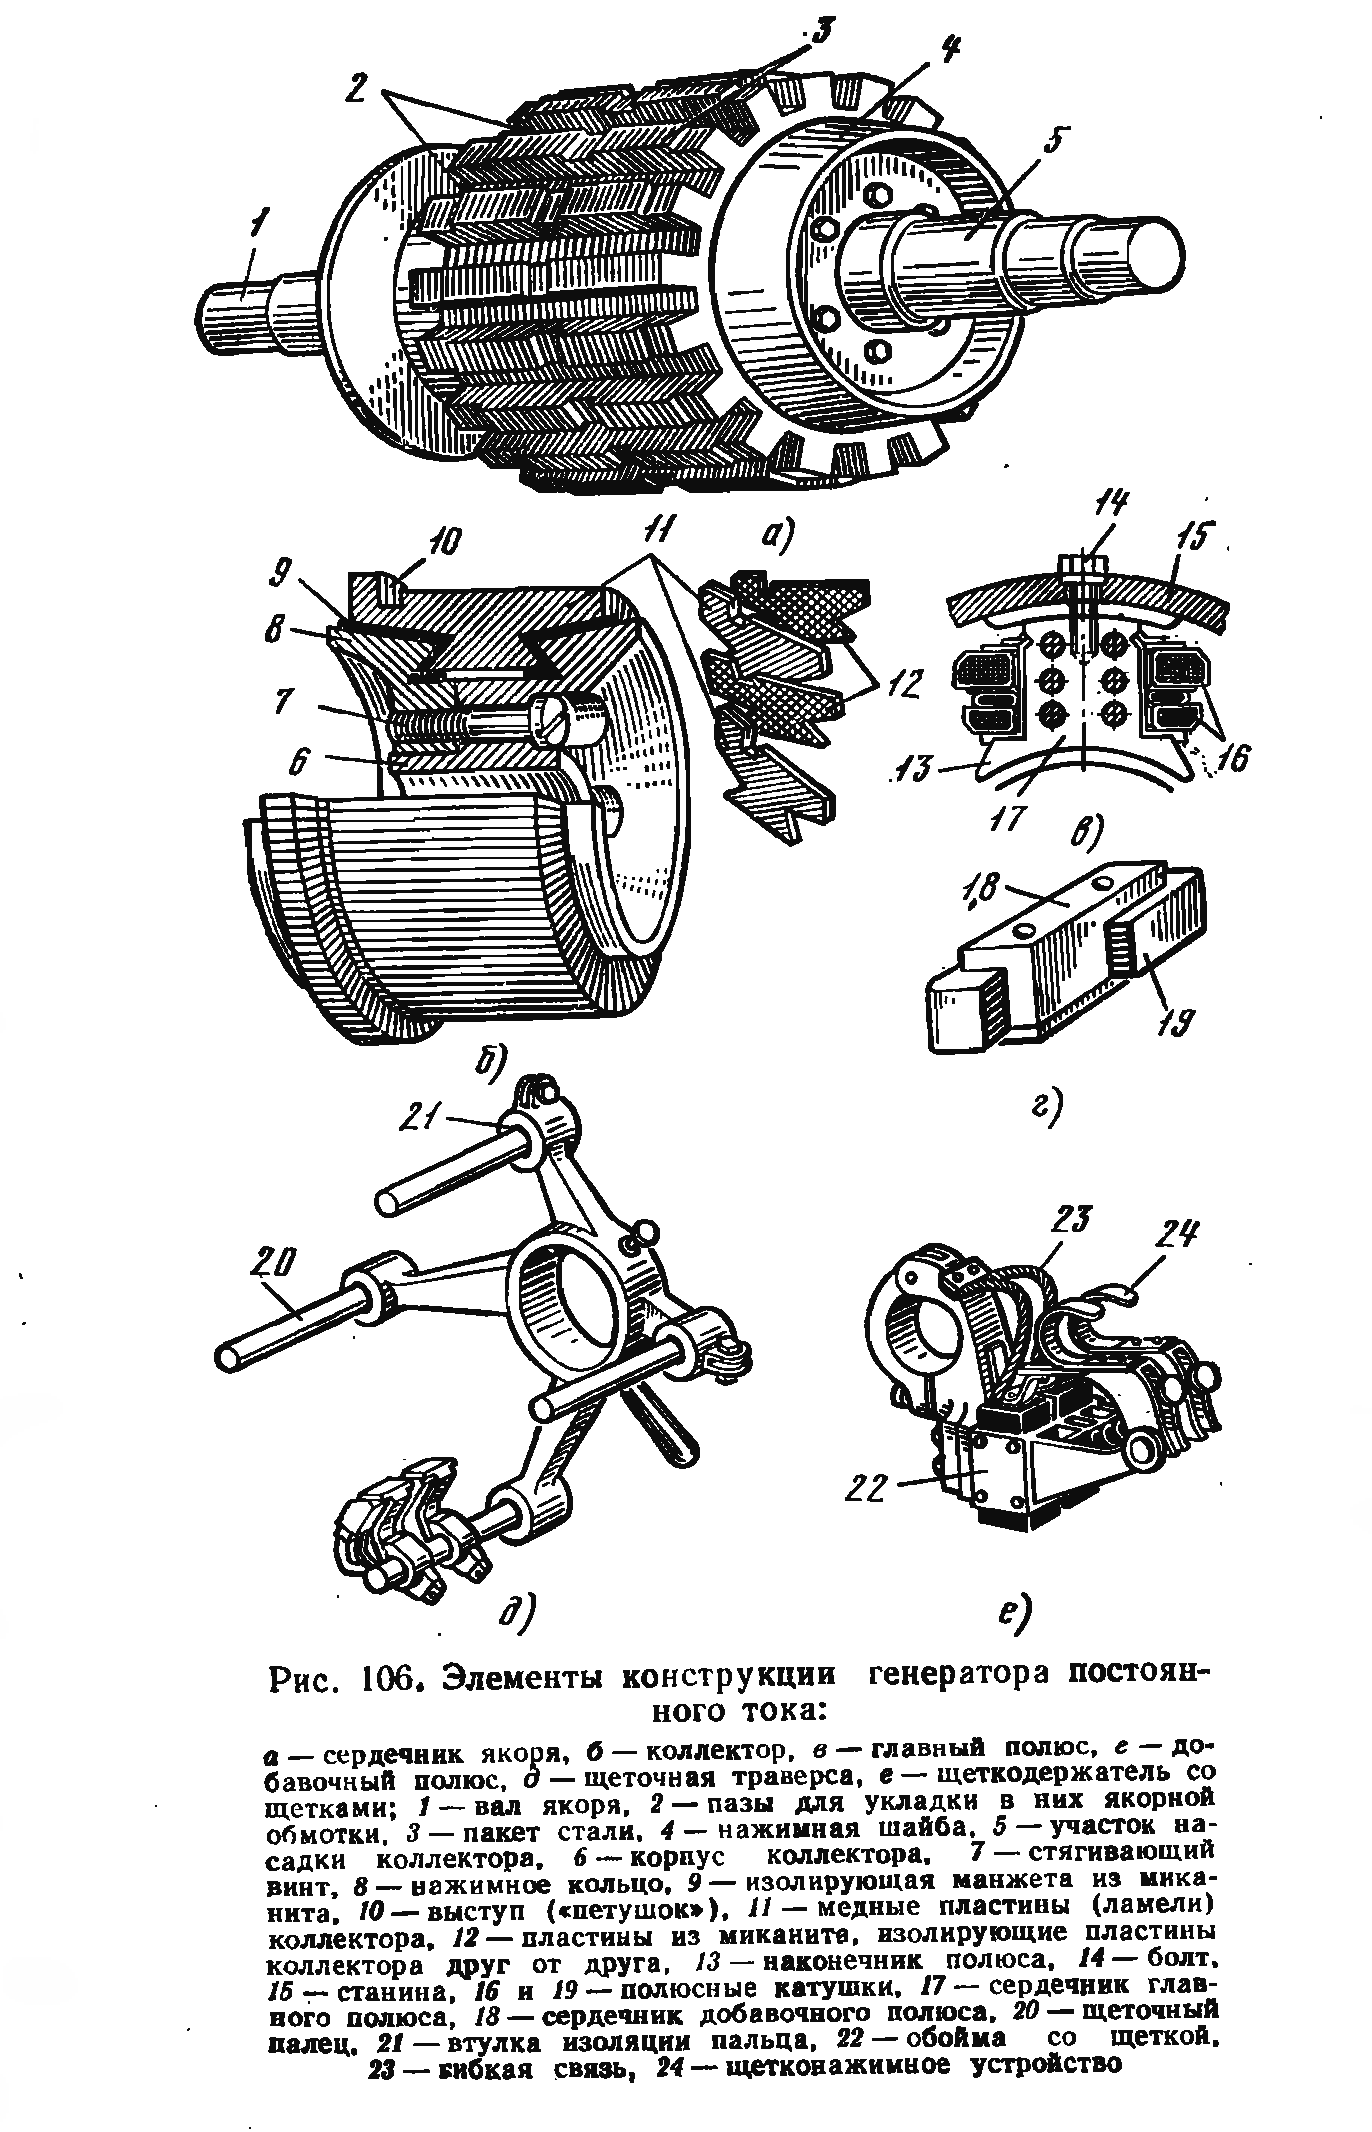 3
4
2
5
1
14
11
а)
15
10
9
8
12
7
6
13
16
17
в)
18
19
б)
г)
21
23
24
20
22
д)
е)
Рис. 106. Элементы конструкции генератора постоян-
ного тока:
а — сердечник якоря, б — коллектор, в — главный полюс, г — до-
бавочный полюс, д — щеточная траверса, е — щеткодержатель со
щетками; 1 — вал якоря, 2 — пазы для укладки в них якорной
обмотки, 3 — пакет стали, 4 — нажимная шайба, 5 — участок на-
садки коллектора, 6 — корпус коллектора, 7 — стягивающий
винт, 8 — нажимное кольцо, 9 — изолирующая манжета из мика-
нита, 10 — выступ («петушок»), 11 — медные пластины (ламели)
коллектора, 12 — пластины из миканита, изолирующие пластины
коллектора друг от друга, 13 — наконечник полюса, 14 — болт,
15 — станина, 16 и 19 — полюсные катушки, 17 — сердечник глав-
ного полюса, 18 — сердечник добавочного полюса, 20 — щеточный
палец, 21 — втулка изоляции пальца, 22 — обойма со щеткой,
23 — гибкая связь, 24 — щетконажимное устройство